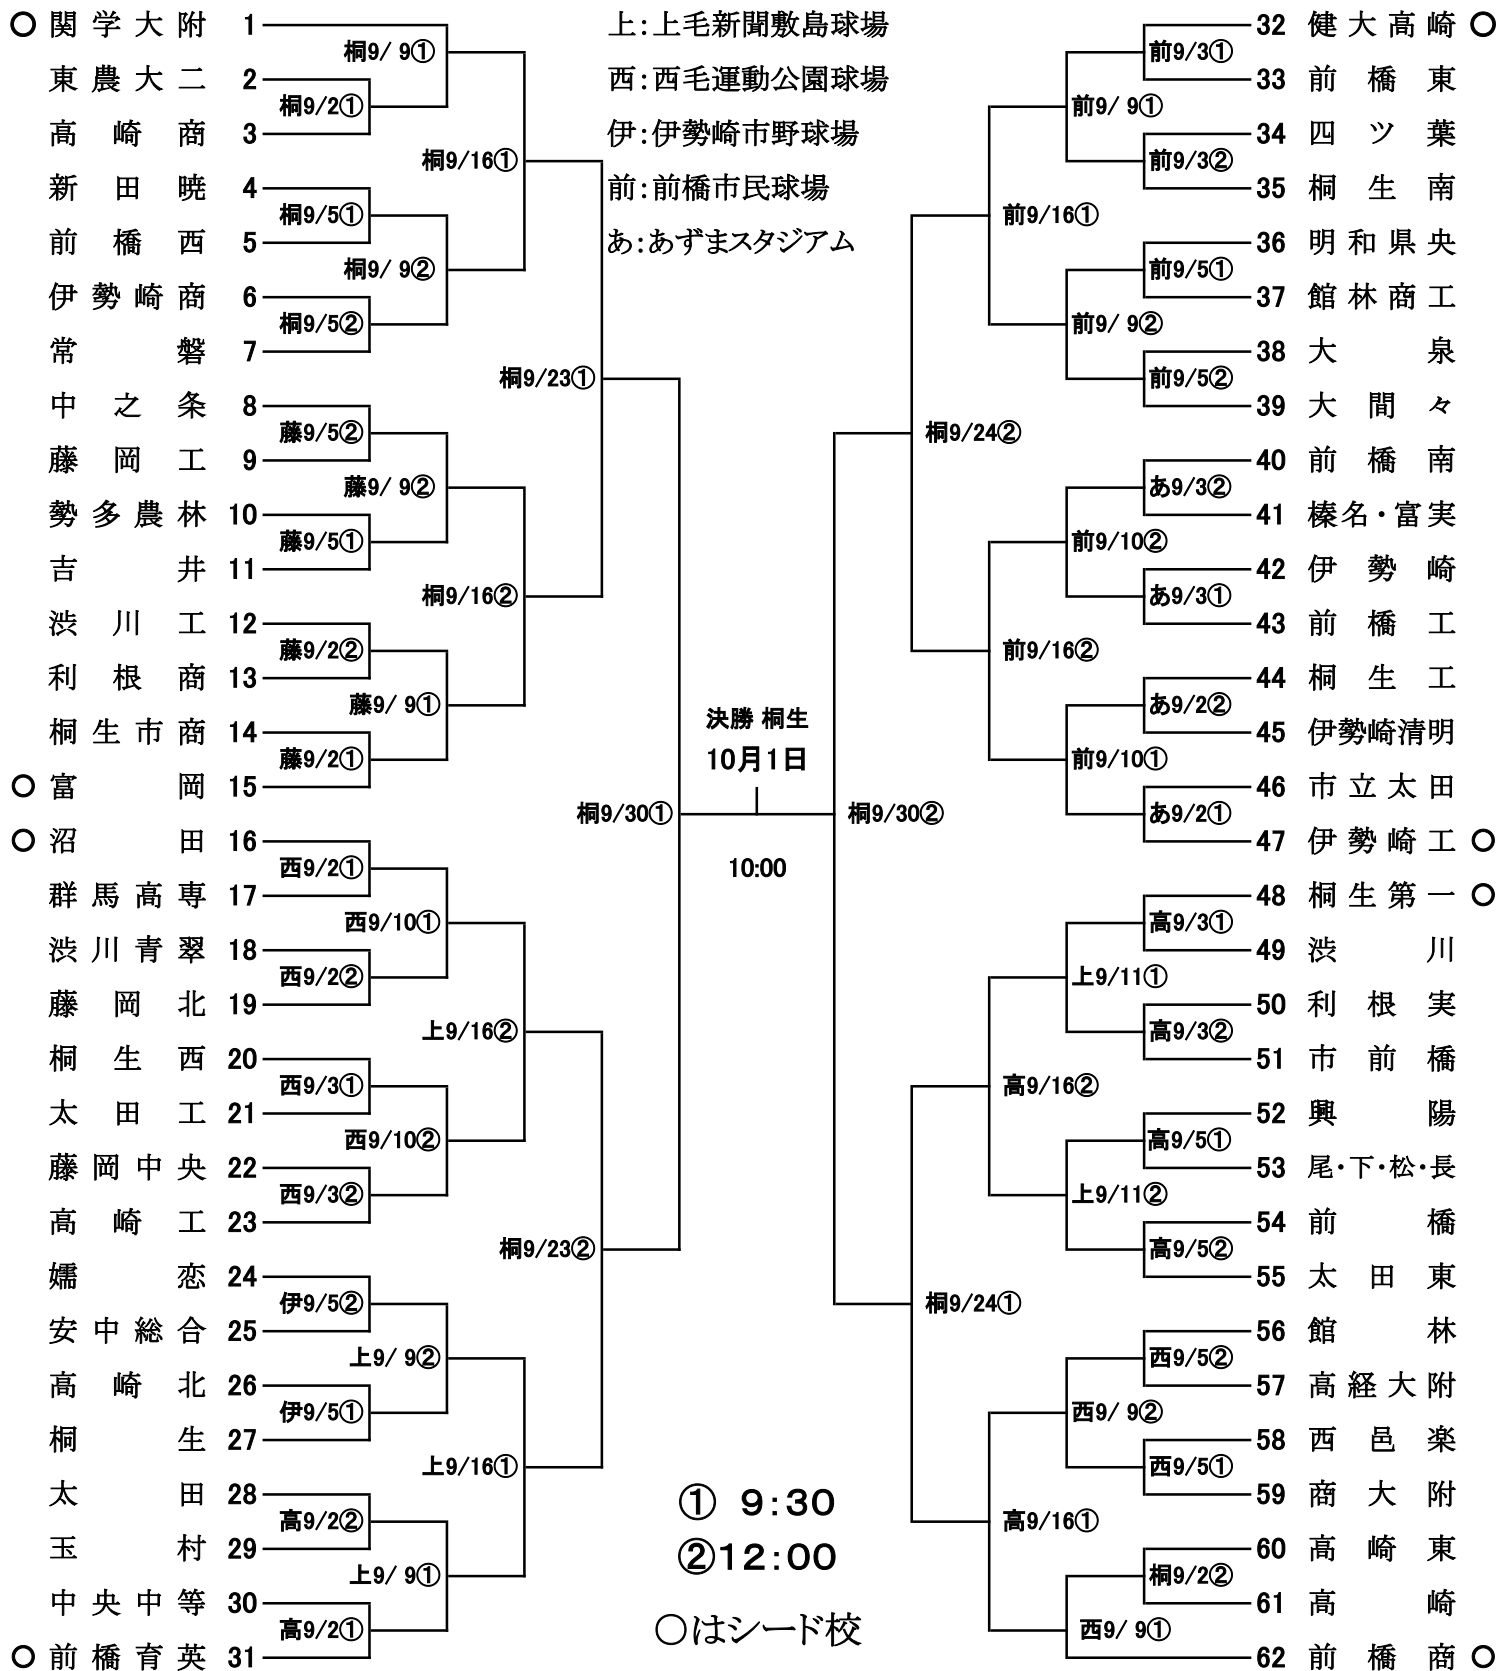 ○ 関学大附 1
桐9/ 9①
東農大二 2
桐9/2①
高崎商 3
桐9/16①
新田暁 4
桐9/5①
前橋西 5
桐9/ 9②
伊勢崎商 6
桐9/5②
常磐 7
桐9/23①
中之条 8
藤9/5②
藤岡工 9
藤9/ 9②
勢多農林 10
藤9/5①
吉井 11
桐9/16②
渋川工 12
藤9/2②
利根商 13
藤9/ 9①
桐生市商 14
藤9/2①
○ 富岡 15
桐9/30①
○ 沼田 16
西9/2①
群馬高専 17
西9/10①
渋川青翠 18
西9/2②
藤岡北 19
上9/16②
桐生西 20
西9/3①
太田工 21
西9/10②
藤岡中央 22
西9/3②
高崎工 23
桐9/23②
嬬恋 24
伊9/5②
安中総合 25
上9/ 9②
高崎北 26
伊9/5①
桐生 27
上9/16①
太田 28
高9/2②
玉村 29
上9/ 9①
中央中等 30
高9/2①
○ 前橋育英 31
上：上毛新聞敷島球場
西：西毛運動公園球場
伊：伊勢崎市野球場
前：前橋市民球場
あ：あずまスタジアム
決勝 桐生
10月1日
10:00
① 9:30
②12:00
○はシード校
32 健大高崎 ○
前9/3①
33 前橋東
前9/ 9①
34 四ツ葉
前9/3②
35 桐生南
前9/16①
36 明和県央
前9/5①
37 館林商工
前9/ 9②
38 大泉
前9/5②
39 大間々
桐9/24②
40 前橋南
あ9/3②
41 榛名・富実
前9/10②
42 伊勢崎
あ9/3①
43 前橋工
前9/16②
44 桐生工
あ9/2②
45 伊勢崎清明
前9/10①
46 市立太田
あ9/2①
47 伊勢崎工 ○
桐9/30②
48 桐生第一 ○
高9/3①
49 渋川
上9/11①
50 利根実
高9/3②
51 市前橋
高9/16②
52 興陽
高9/5①
53 尾・下・松・長
上9/11②
54 前橋
高9/5②
55 太田東
桐9/24①
56 館林
西9/5②
57 高経大附
西9/ 9②
58 西邑楽
西9/5①
59 商大附
高9/16①
60 高崎東
桐9/2②
61 高崎
西9/ 9①
62 前橋商 ○